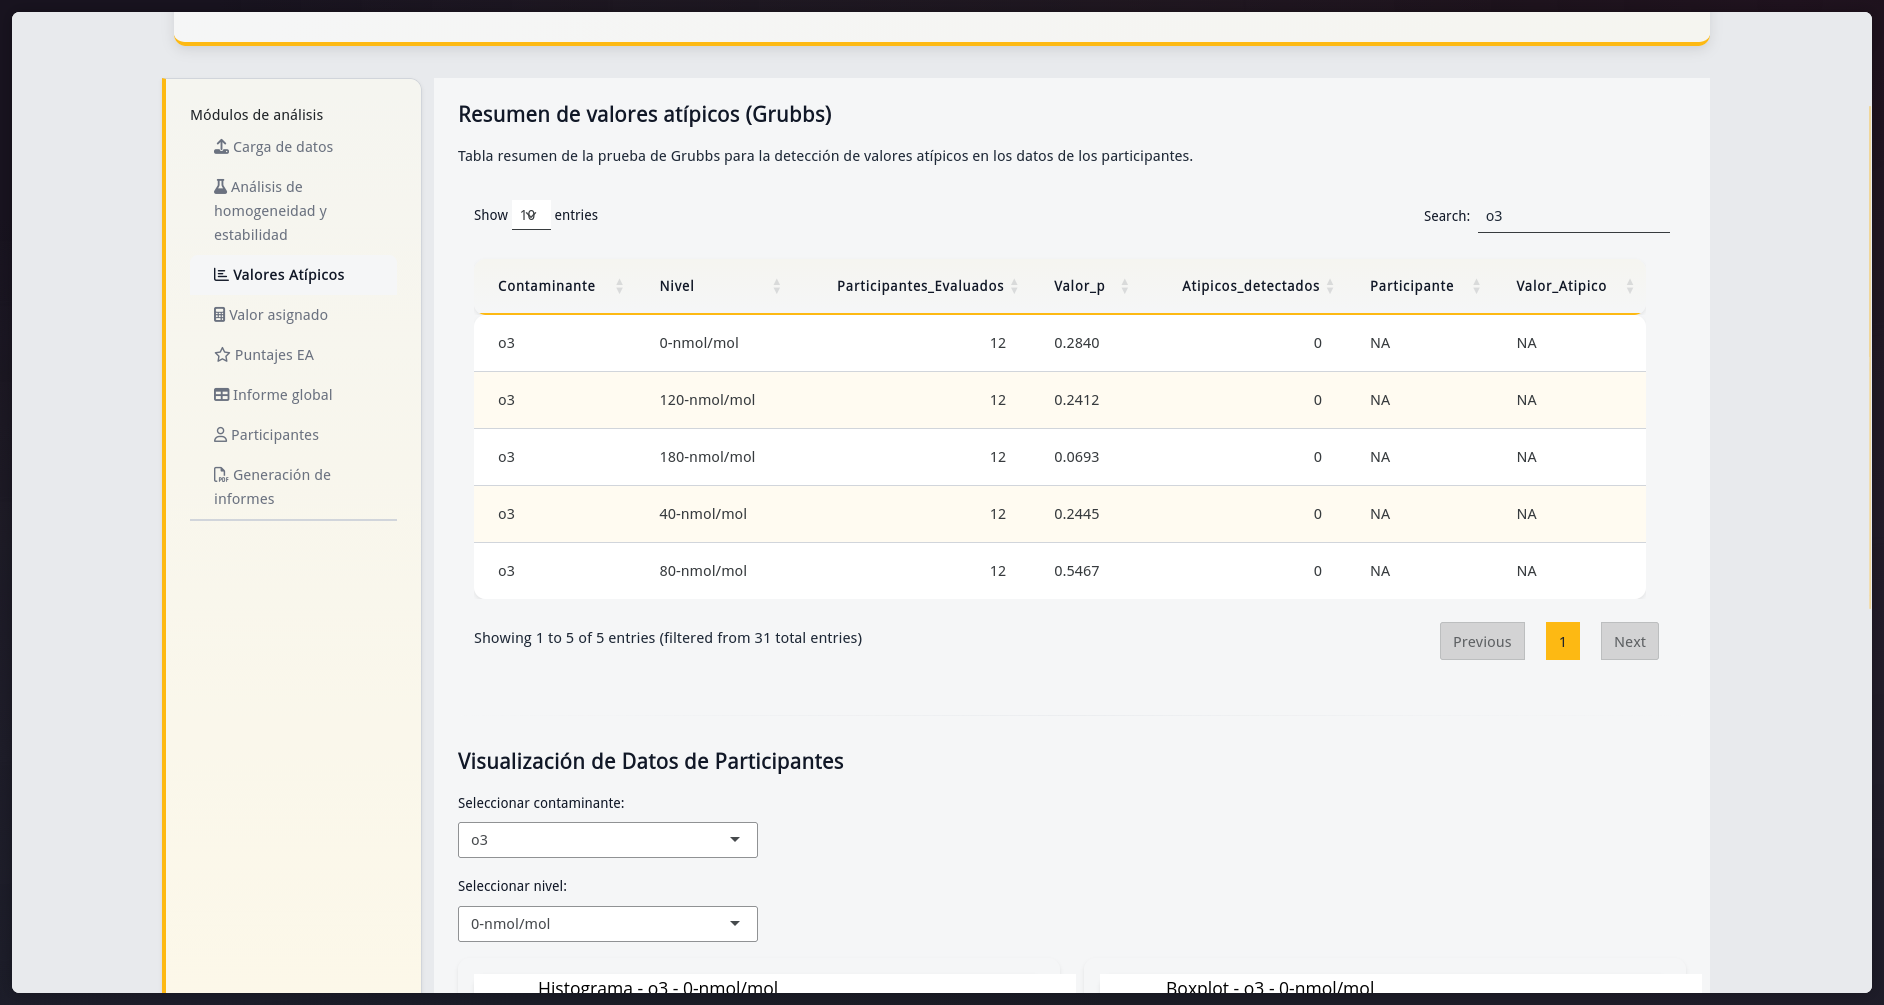 Módulos de análisis
Carga de datos
Análisis de
homogeneidad y
estabilidad
Valores Atípicos
Valor asignado
Puntajes EA
Informe global
Participantes
Generación de
informes
Resumen de valores atípicos (Grubbs)
Tabla resumen de la prueba de Grubbs para la detección de valores atípicos en los datos de los participantes.
Show 10 entries
Search: o3
Contaminante Nivel Participantes_Evaluados Valor_p Atipicos_detectados Participante Valor_Atipico
o3 0-nmol/mol 12 0.2840 0 NA NA
o3 120-nmol/mol 12 0.2412 0 NA NA
o3 180-nmol/mol 12 0.0693 0 NA NA
o3 40-nmol/mol 12 0.2445 0 NA NA
o3 80-nmol/mol 12 0.5467 0 NA NA
Showing 1 to 5 of 5 entries (filtered from 31 total entries)
Previous 1 Next
Visualización de Datos de Participantes
Seleccionar contaminante:
o3
Seleccionar nivel:
0-nmol/mol
Histograma - o3 - 0-nmol/mol
Boxplot - o3 - 0-nmol/mol